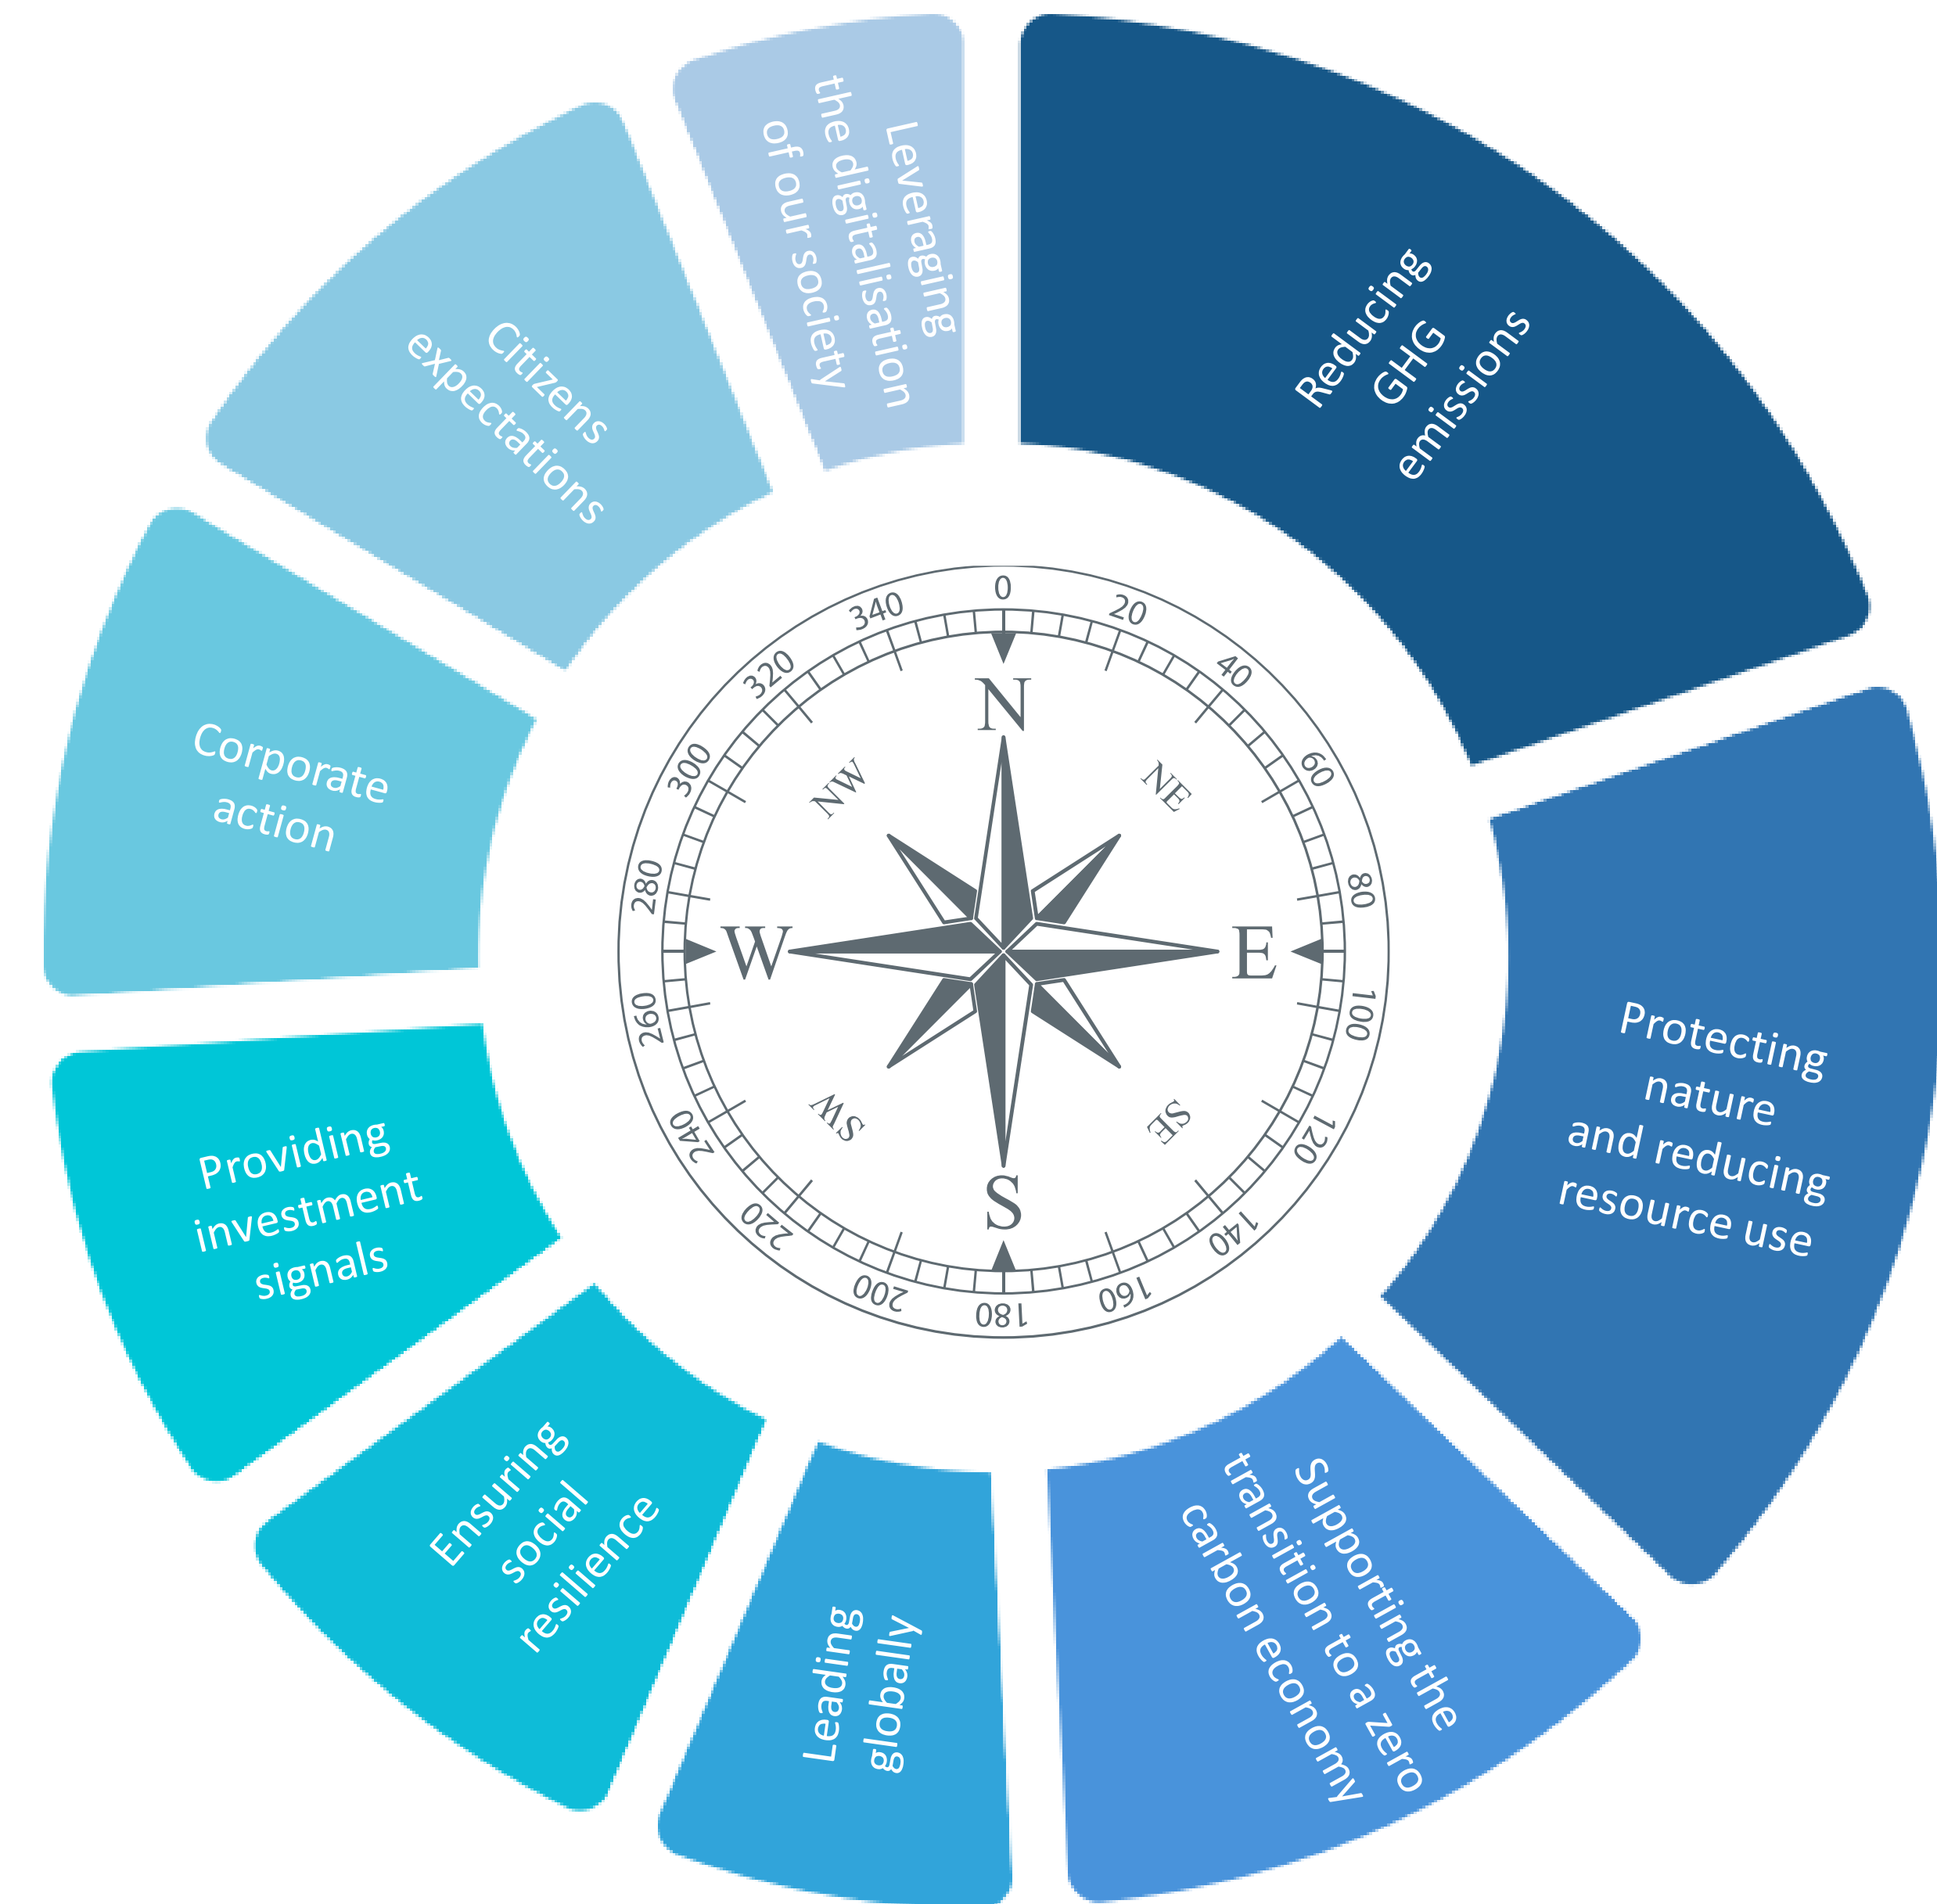 Reducing
GHG
emissions
Protecting
nature
and reducing
resource use
Supporting the
transition to a zero
carbon economy
Leading
globally
Ensuring
social
resilience
Providing
investment
signals
Corporate
action
Citizens
expectations
Leveraging
the digitalisation
of our society
0
20
40
60
80
100
120
140
160
180
200
220
240
260
280
300
320
340
N
NE
E
SE
S
SW
W
NW